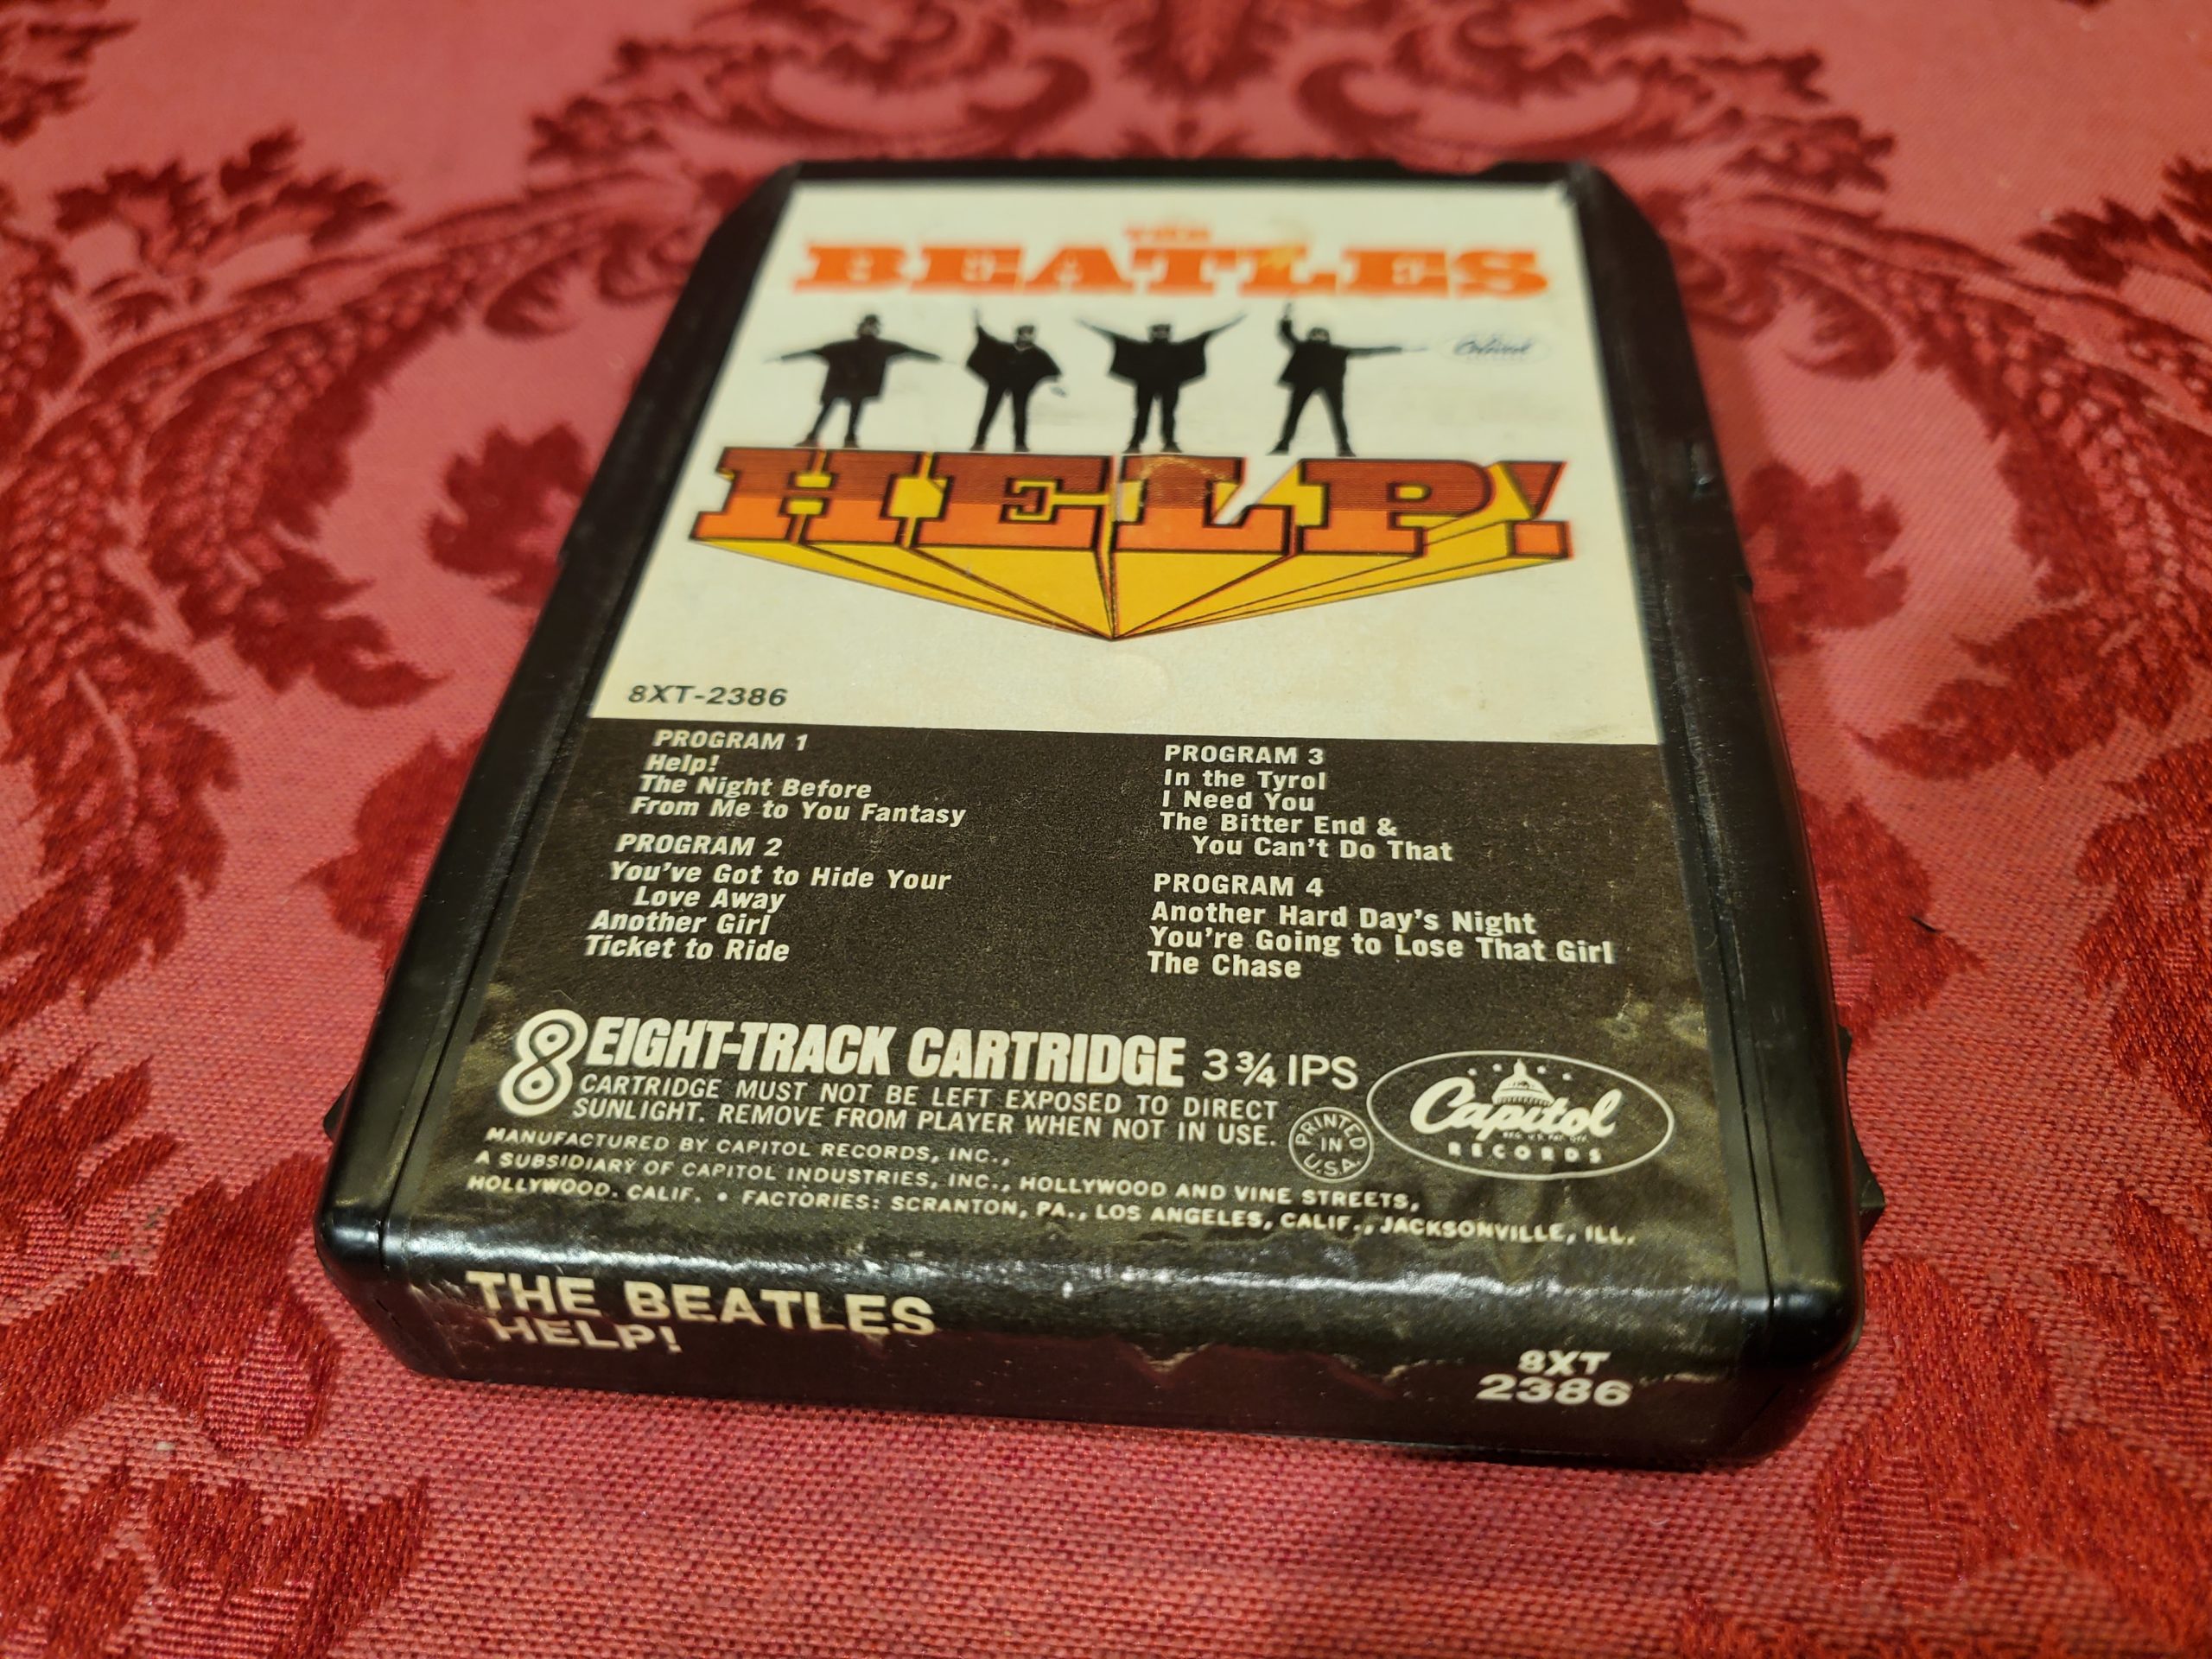 THE
BEATLES
Capitol
HELP!
8XT-2386
PROGRAM 1
Help!
The Night Before
From Me to You Fantasy
PROGRAM 2
You've Got to Hide Your
Love Away
Another Girl
Ticket to Ride
PROGRAM 3
In the Tyrol
I Need You
The Bitter End &
You Can't Do That
PROGRAM 4
Another Hard Day's Night
You're Going to Lose That Girl
The Chase
8 EIGHT-TRACK CARTRIDGE 3 ¾ IPS
CARTRIDGE MUST NOT BE LEFT EXPOSED TO DIRECT
SUNLIGHT. REMOVE FROM PLAYER WHEN NOT IN USE.
PRINTED
IN
U.S.A.
Capitol
REG. U.S. PAT. OFF.
RECORDS
MANUFACTURED BY CAPITOL RECORDS, INC.,
A SUBSIDIARY OF CAPITOL INDUSTRIES, INC., HOLLYWOOD AND VINE STREETS,
HOLLYWOOD. CALIF. • FACTORIES: SCRANTON, PA., LOS ANGELES, CALIF., JACKSONVILLE, ILL.
THE BEATLES
HELP!
8XT
2386